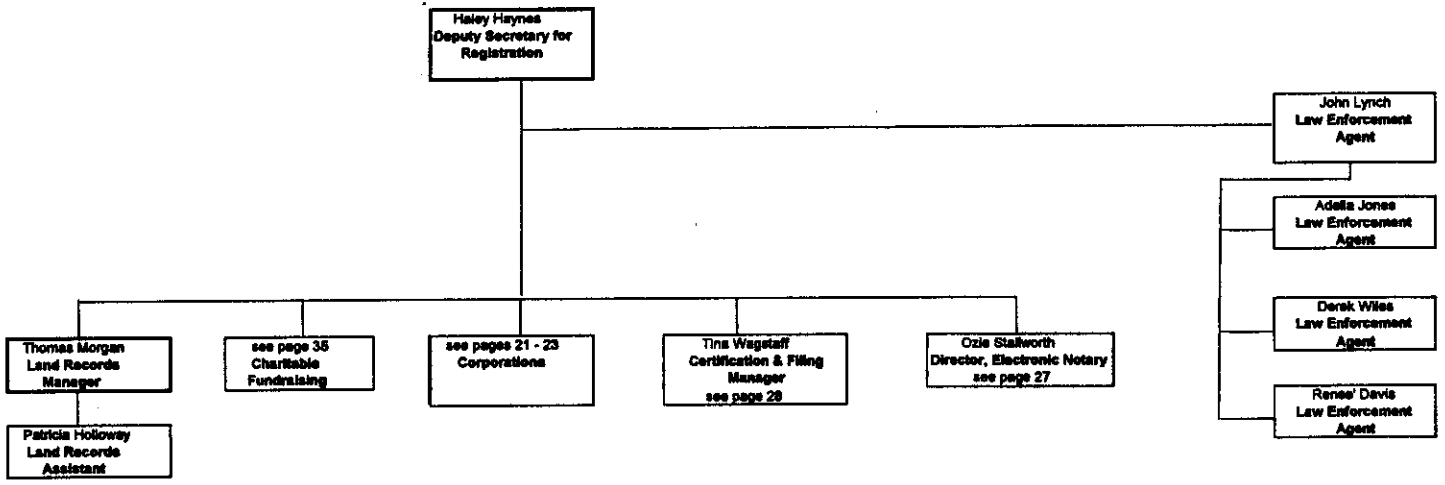 Haley Haynes
Deputy Secretary for
Registration
John Lynch
Law Enforcement
Agent
Adella Jones
Law Enforcement
Agent
Derek Wiles
Law Enforcement
Agent
Renee' Davis
Law Enforcement
Agent
Thomas Morgan
Land Records
Manager
see page 35
Charitable
Fundraising
see pages 21 - 23
Corporations
Tina Wagstaff
Certification & Filing
Manager
see page 28
Ozie Stallworth
Director, Electronic Notary
see page 27
Patricia Holloway
Land Records
Assistant